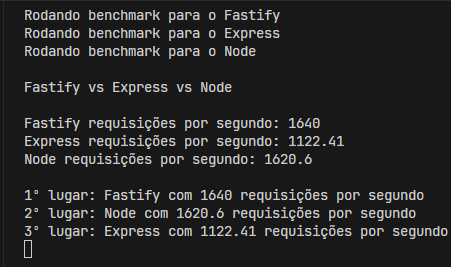 Rodando benchmark para o Fastify
Rodando benchmark para o Express
Rodando benchmark para o Node
Fastify vs Express vs Node
Fastify requisições por segundo: 1640
Express requisições por segundo: 1122.41
Node requisições por segundo: 1620.6
1° lugar: Fastify com 1640 requisições por segundo
2° lugar: Node com 1620.6 requisições por segundo
3° lugar: Express com 1122.41 requisições por segundo